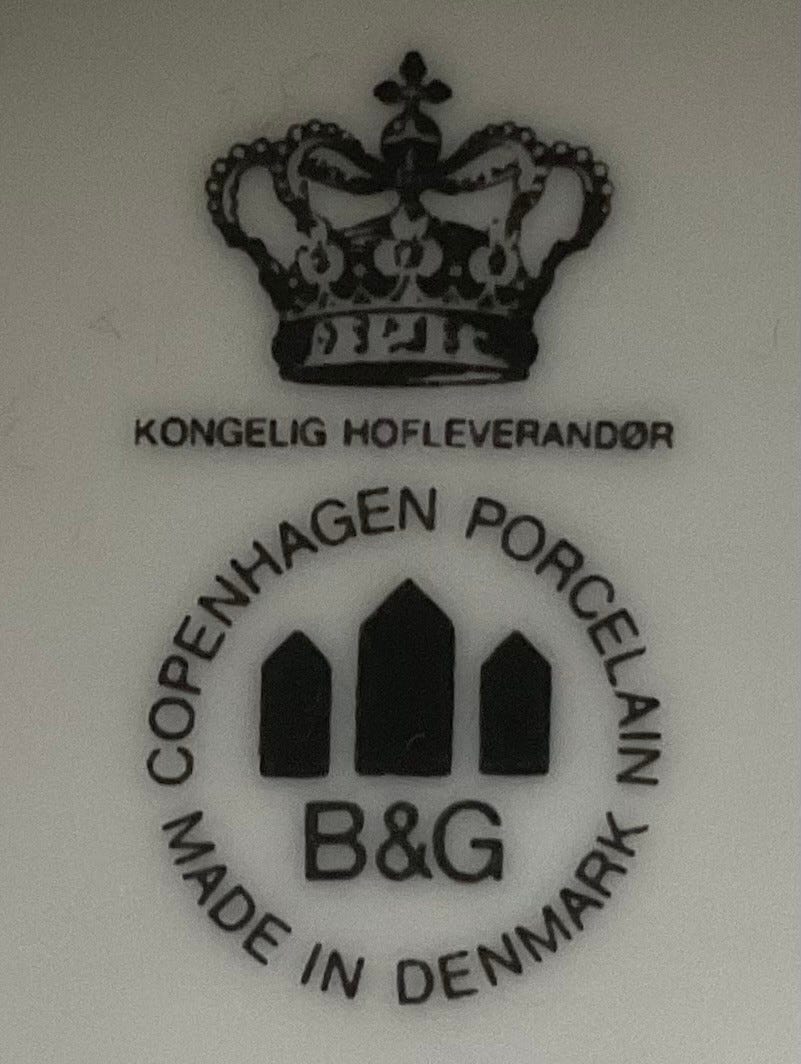 KONGELIG HOFLEVERANDØR
COPENHAGEN PORCELAIN
B&G
MADE IN DENMARK